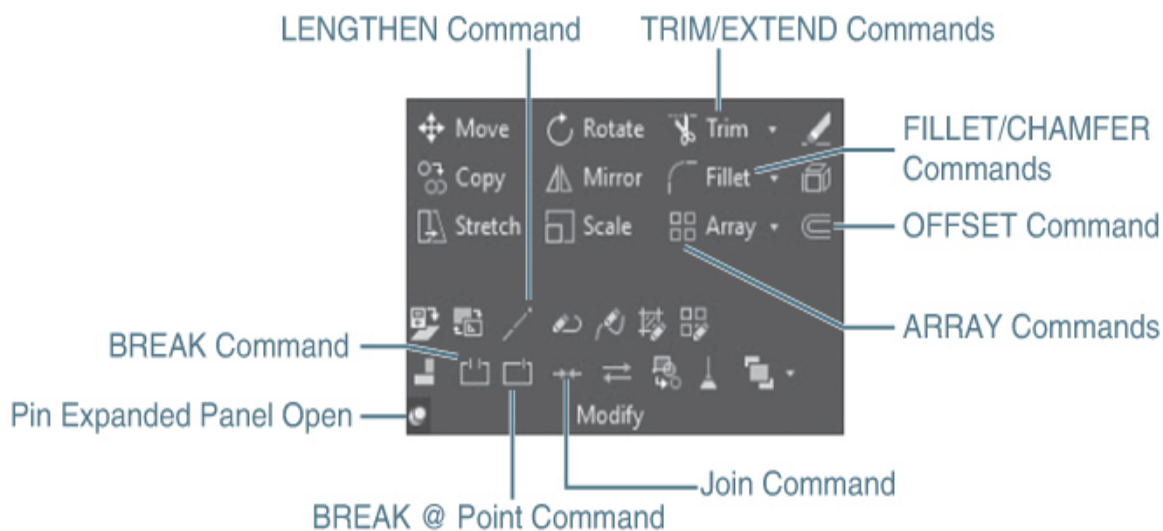 LENGTHEN Command TRIM/EXTEND Commands
Move Rotate Trim
FILLET/CHAMFER
Commands
Copy Mirror Fillet
Stretch Scale Array
OFFSET Command
ARRAY Commands
BREAK Command
Pin Expanded Panel Open
Modify
Join Command
BREAK @ Point Command